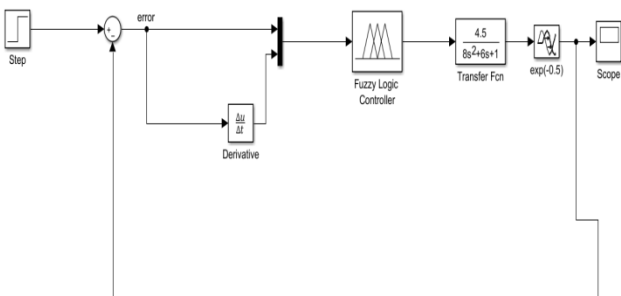 error
+
−
Step
Δu
Δt
Derivative
Fuzzy Logic
Controller
4.5
8s²+6s+1
Transfer Fcn
exp(-0.5)
Scope